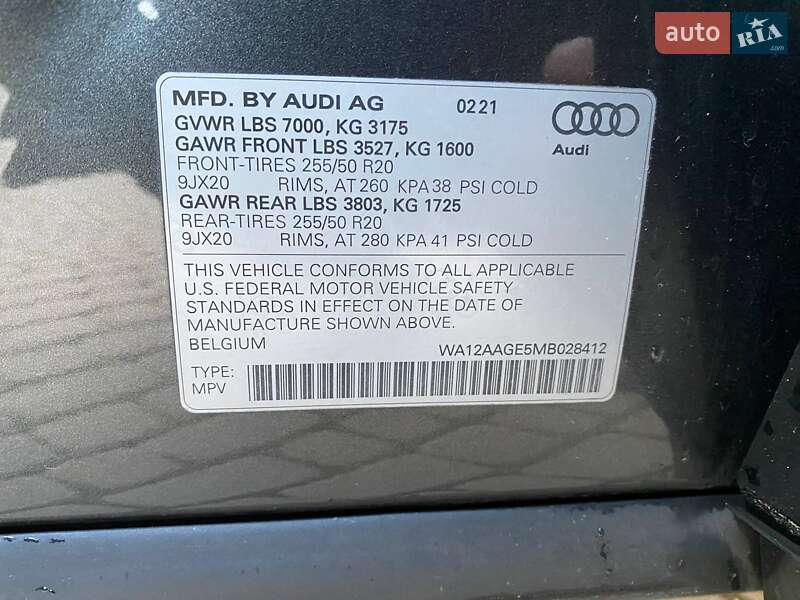 auto RIA
.com
MFD. BY AUDI AG 0221
GVWR LBS 7000, KG 3175
GAWR FRONT LBS 3527, KG 1600
FRONT-TIRES 255/50 R20
9JX20 RIMS, AT 260 KPA 38 PSI COLD
GAWR REAR LBS 3803, KG 1725
REAR-TIRES 255/50 R20
9JX20 RIMS, AT 280 KPA 41 PSI COLD
Audi
THIS VEHICLE CONFORMS TO ALL APPLICABLE
U.S. FEDERAL MOTOR VEHICLE SAFETY
STANDARDS IN EFFECT ON THE DATE OF
MANUFACTURE SHOWN ABOVE.
BELGIUM WA12AAGE5MB028412
TYPE:
MPV